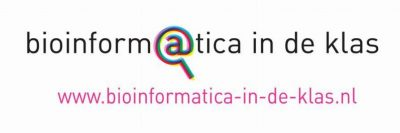 bioinform@tica in de klas
www.bioinformatica-in-de-klas.nl